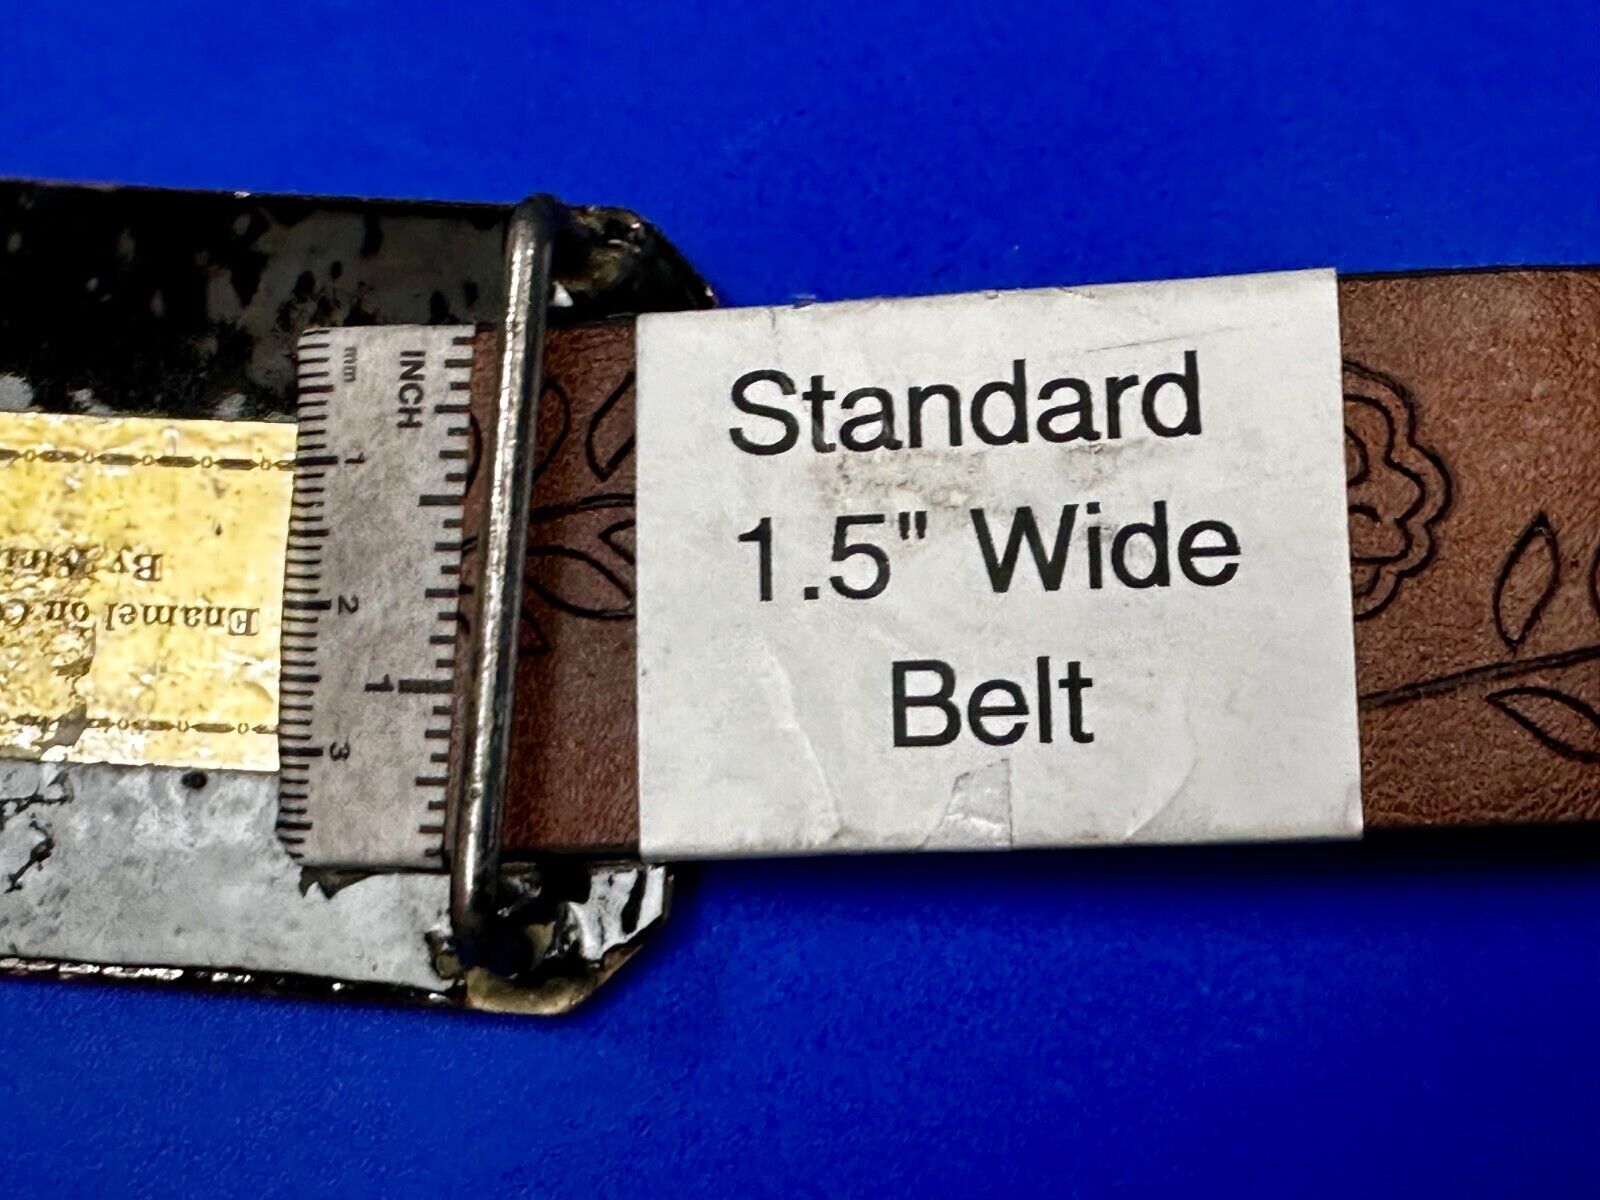 Standard
1.5" Wide
Belt
INCH
mm
1
2
3
1
Enamel on
By